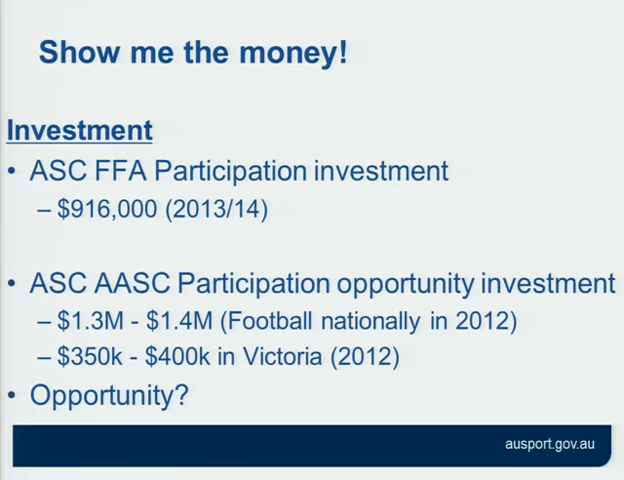 Show me the money!
Investment
• ASC FFA Participation investment
– $916,000 (2013/14)
• ASC AASC Participation opportunity investment
– $1.3M - $1.4M (Football nationally in 2012)
– $350k - $400k in Victoria (2012)
• Opportunity?
ausport.gov.au